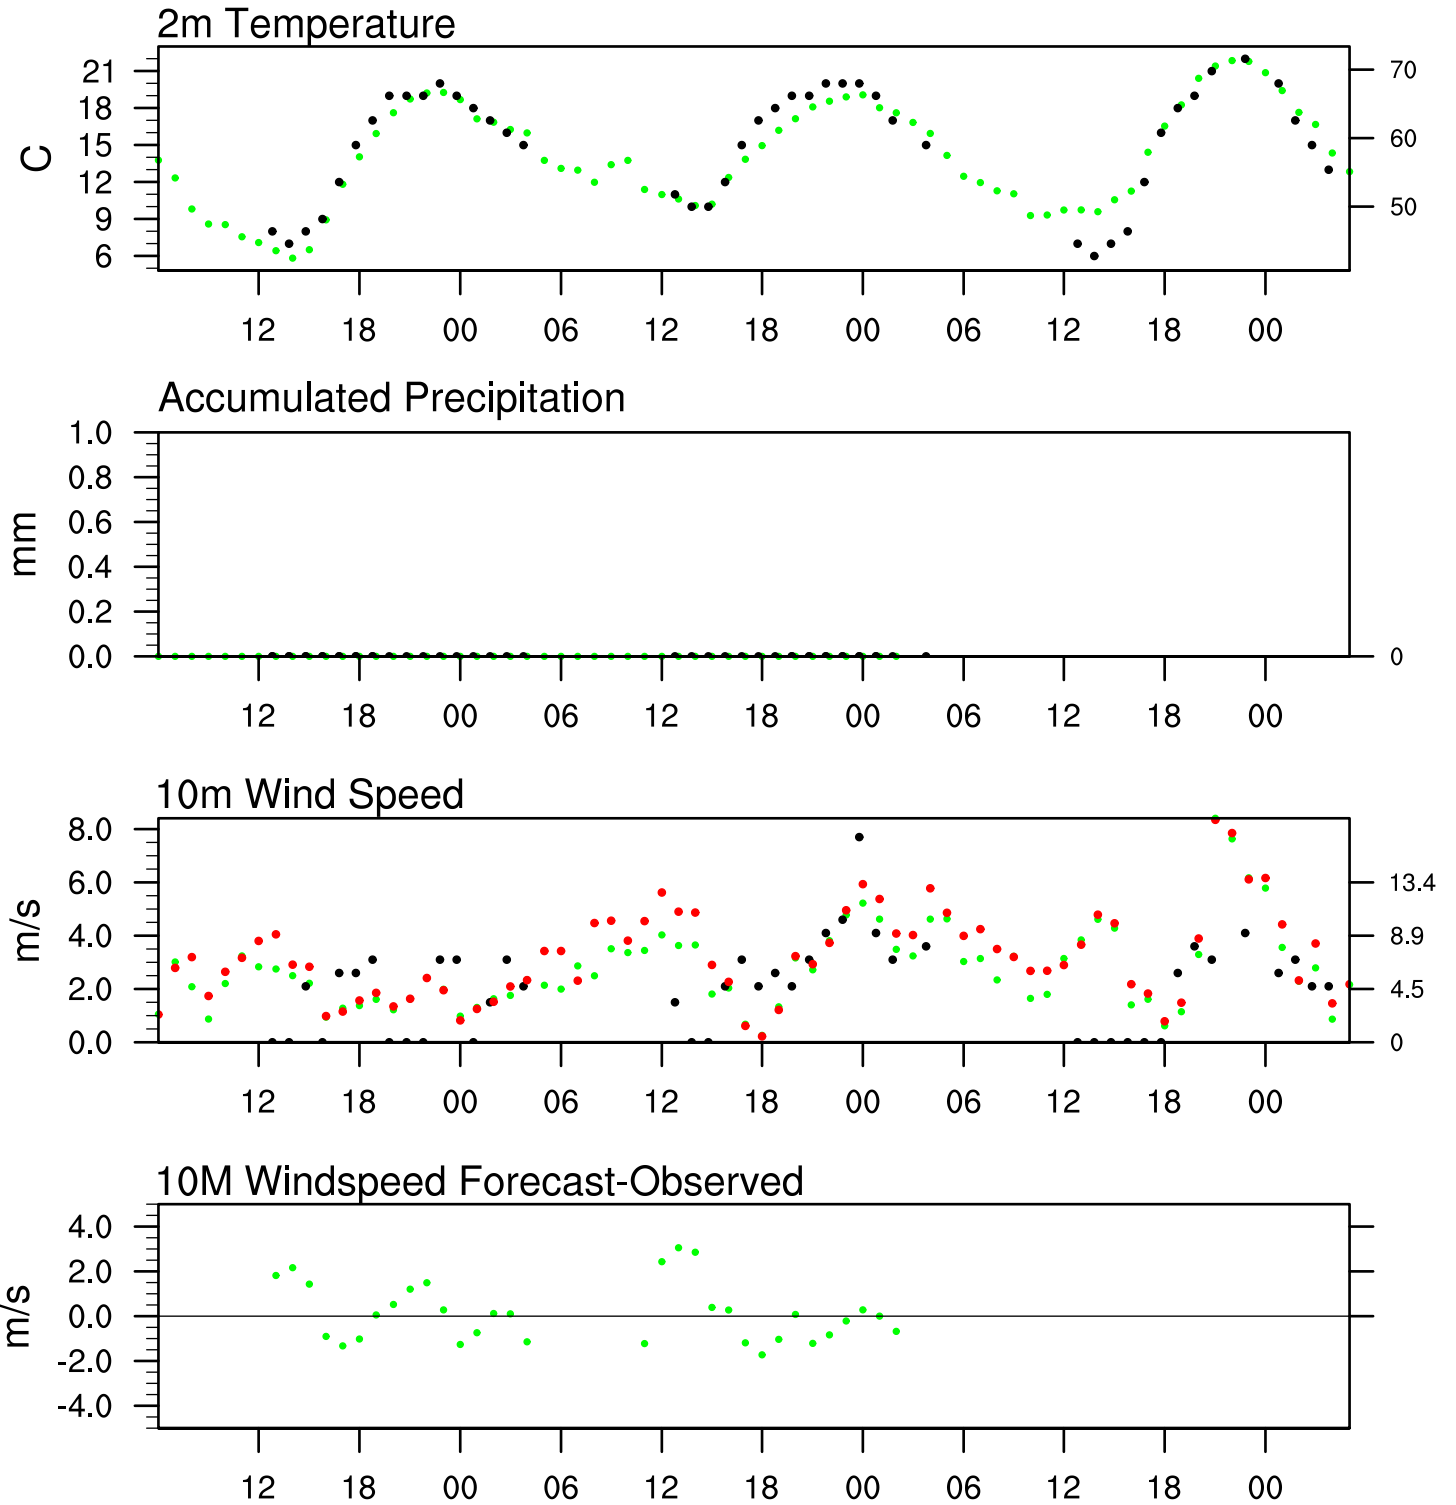 2m Temperature
21 70
18
15 60
12
9 50
6
C
12 18 00 06 12 18 00 06 12 18 00
Accumulated Precipitation
1.0
0.8
0.6
0.4
0.2
0.0 0
mm
12 18 00 06 12 18 00 06 12 18 00
10m Wind Speed
8.0
6.0 13.4
4.0 8.9
2.0 4.5
0.0 0
m/s
12 18 00 06 12 18 00 06 12 18 00
10M Windspeed Forecast-Observed
4.0
2.0
0.0
-2.0
-4.0
m/s
12 18 00 06 12 18 00 06 12 18 00